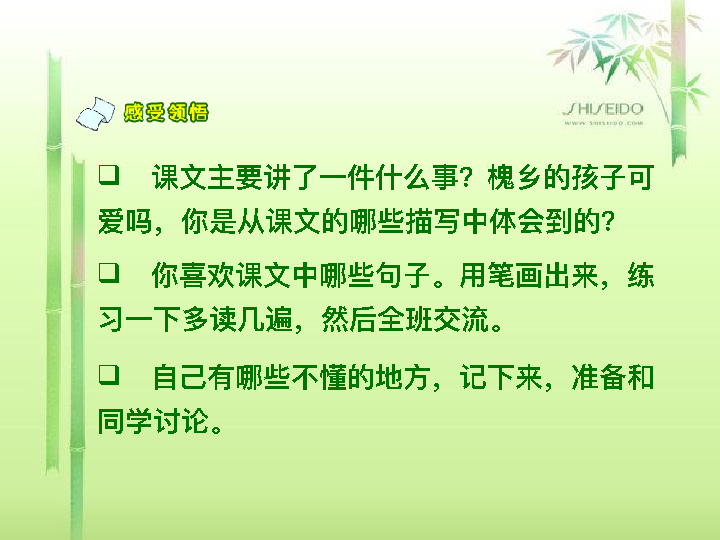 SHISEIDO
WWW.SHISEIDO.COM
感受领悟
❑ 课文主要讲了一件什么事？槐乡的孩子可
爱吗，你是从课文的哪些描写中体会到的？
❑ 你喜欢课文中哪些句子。用笔画出来，练
习一下多读几遍，然后全班交流。
❑ 自己有哪些不懂的地方，记下来，准备和
同学讨论。